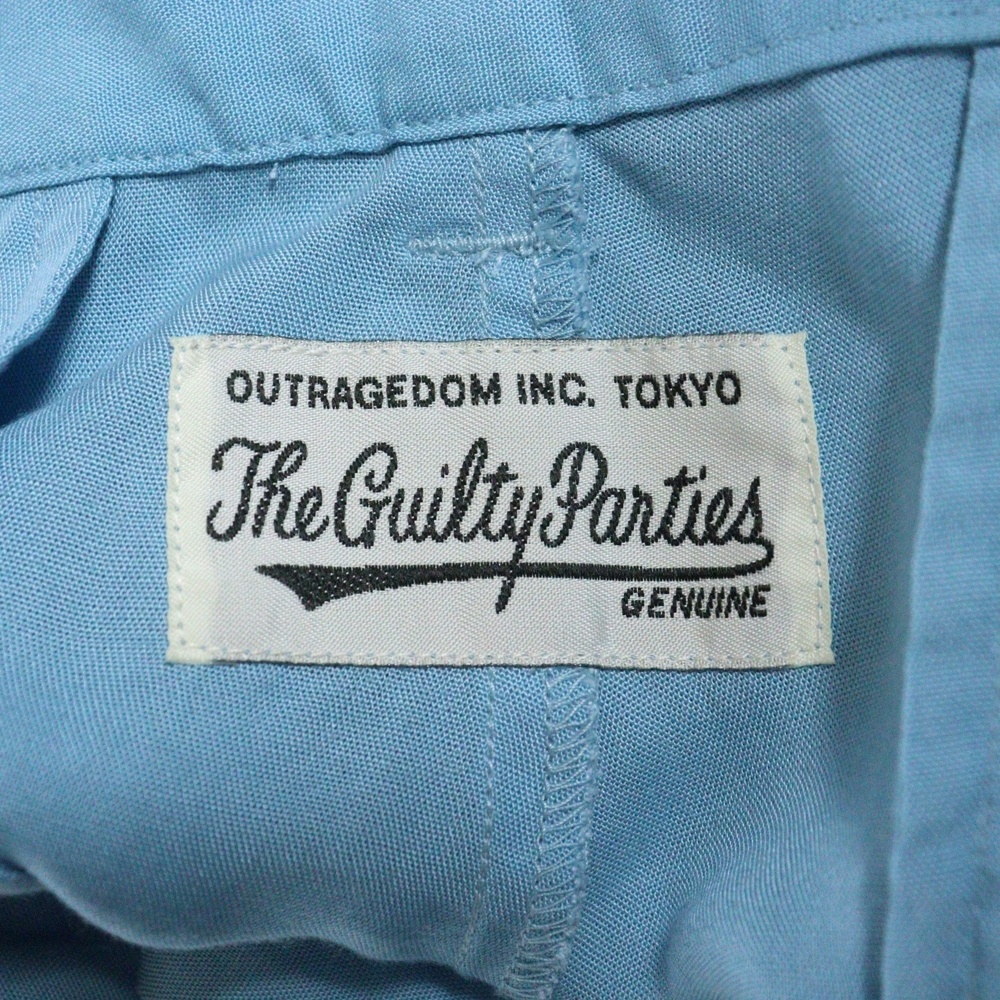 OUTRAGEDOM INC. TOKYO
The Guilty Parties
GENUINE